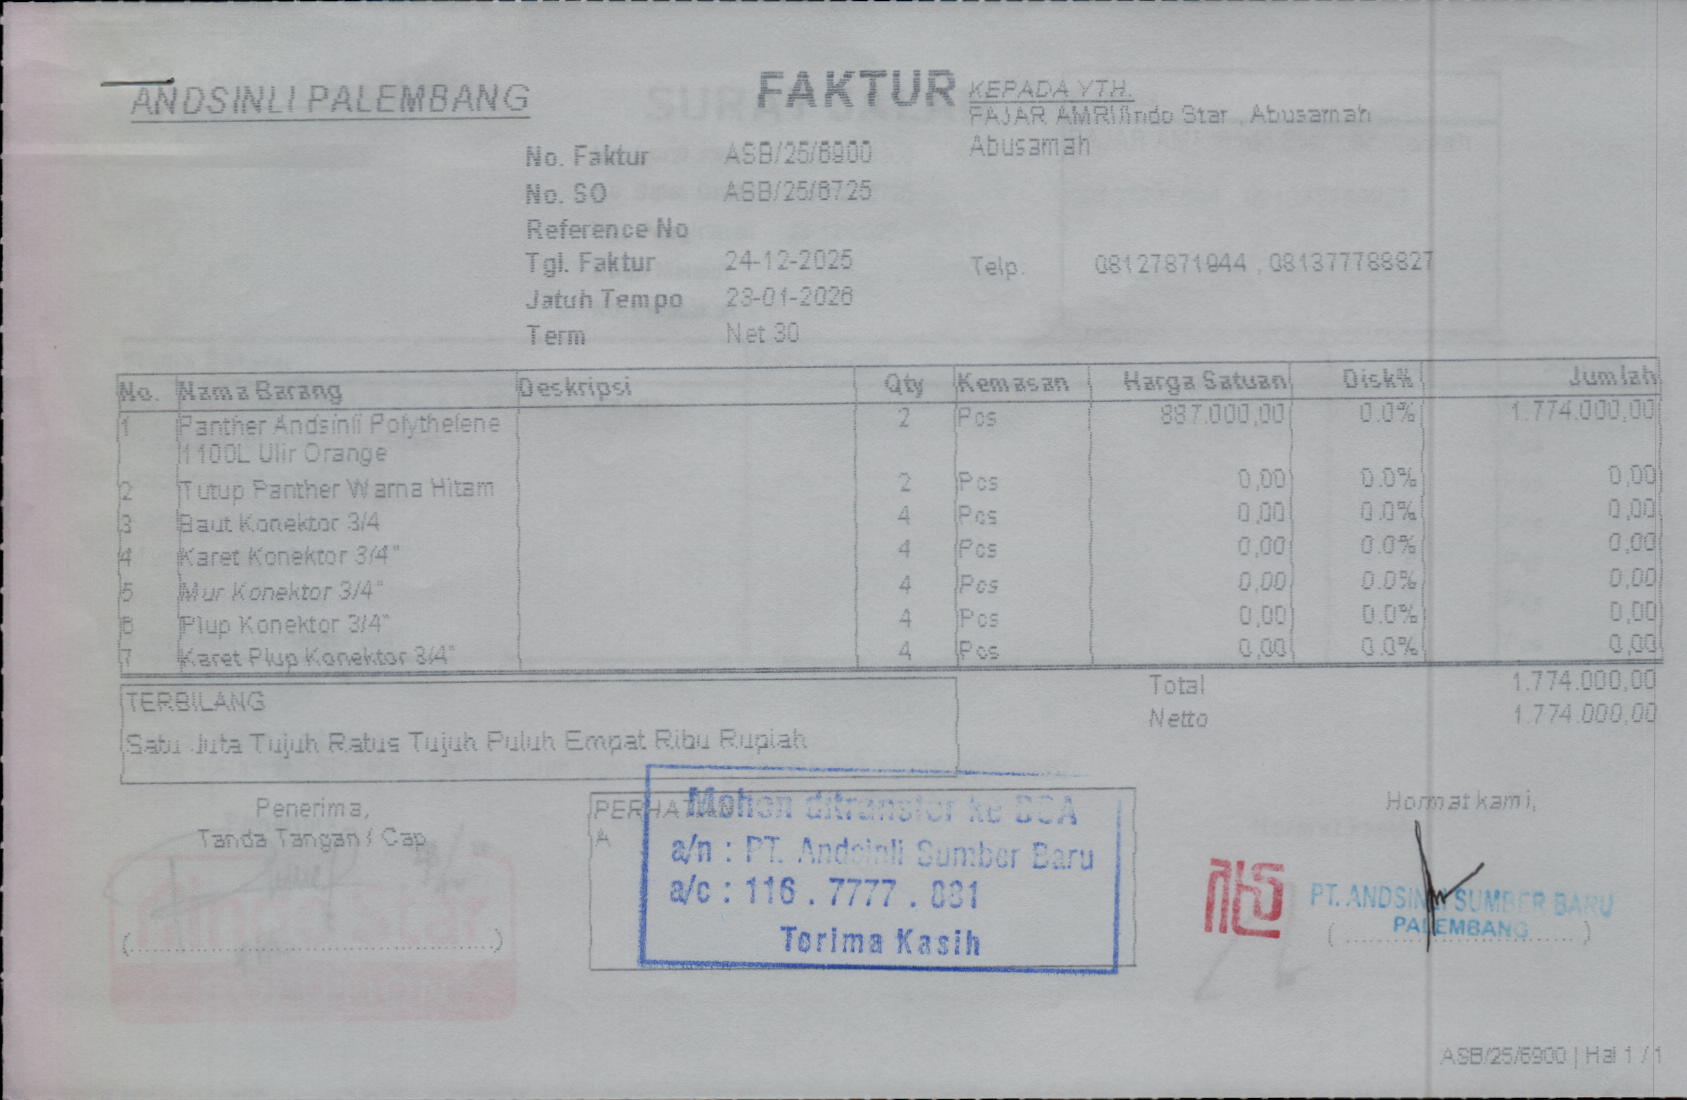 ANDSINLI PALEMBANG
FAKTUR
KEPADA YTH.
FAJAR AMRI/Indo Star , Abusamah
Abusamah
No. Faktur ASB/25/6900
No. SO ASB/25/6725
Reference No
Tgl. Faktur 24-12-2025
Telp. 08127871944 , 081377788827
Jatuh Tempo 23-01-2026
Term Net 30
No. Nama Barang Deskripsi Qty Kemasan Harga Satuan Disk% Jumlah
1 Panther Andsinli Polythelene 2 Pcs 887.000,00 0.0% 1.774.000,00
1100L Ulir Orange
2 Tutup Panther Warna Hitam 2 Pcs 0,00 0.0% 0,00
3 Baut Konektor 3/4 4 Pcs 0,00 0.0% 0,00
4 Karet Konektor 3/4" 4 Pcs 0,00 0.0% 0,00
5 Mur Konektor 3/4" 4 Pcs 0,00 0.0% 0,00
6 Plup Konektor 3/4" 4 Pcs 0,00 0.0% 0,00
7 Karet Plup Konektor 3/4" 4 Pcs 0,00 0.0% 0,00
Total 1.774.000,00
Netto 1.774.000,00
TERBILANG
Satu Juta Tujuh Ratus Tujuh Puluh Empat Ribu Rupiah
Penerima,
Tanda Tangan / Cap
PERHATIAN
A
Mohon ditransfer ke BCA
a/n : PT. Andsinli Sumber Baru
a/c : 116 . 7777 . 881
Terima Kasih
Hormat kami,
PT. ANDSINLI SUMBER BARU
PALEMBANG
ASB/25/6900 | Hal 1 / 1